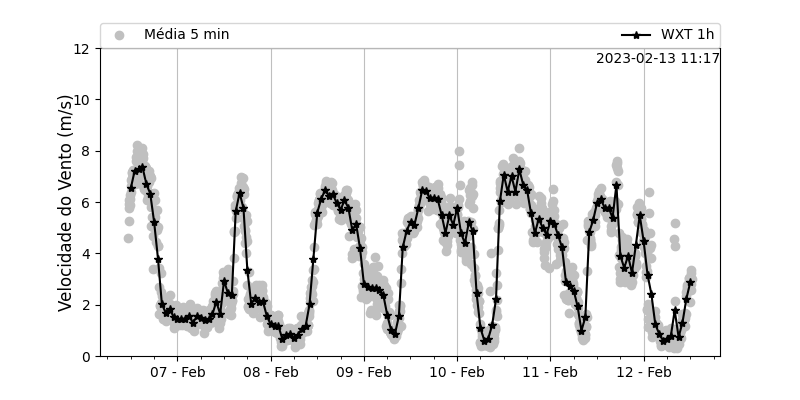 Média 5 min
WXT 1h
2023-02-13 11:17
Velocidade do Vento (m/s)
12
10
8
6
4
2
0
07 - Feb
08 - Feb
09 - Feb
10 - Feb
11 - Feb
12 - Feb